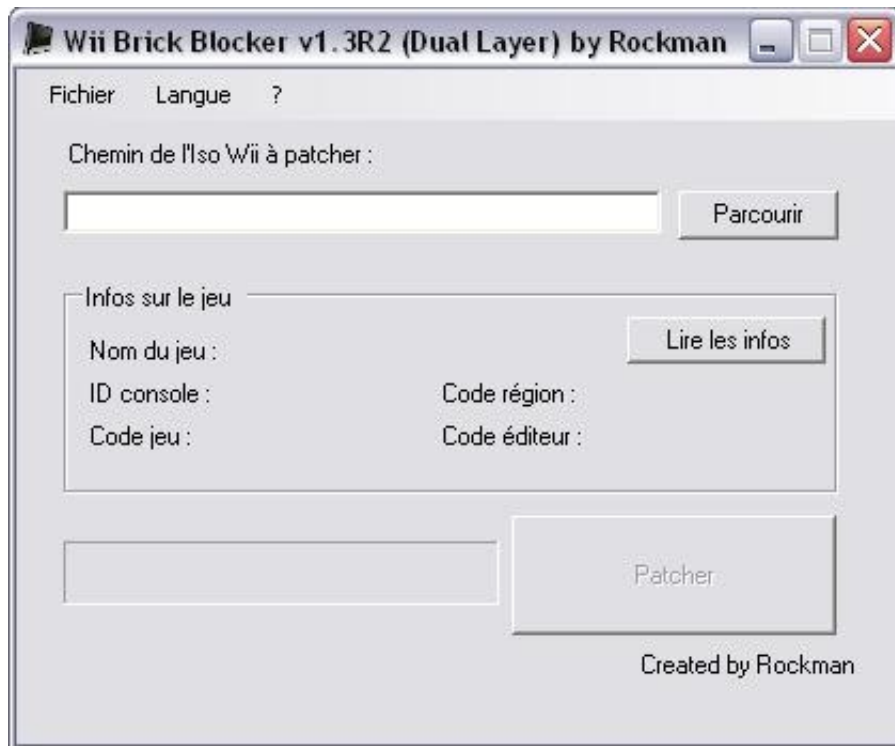 Wii Brick Blocker v1.3R2 (Dual Layer) by Rockman
Fichier Langue ?
Chemin de l'Iso Wii à patcher :
Parcourir
Infos sur le jeu
Lire les infos
Nom du jeu :
ID console : Code région :
Code jeu : Code éditeur :
Patcher
Created by Rockman